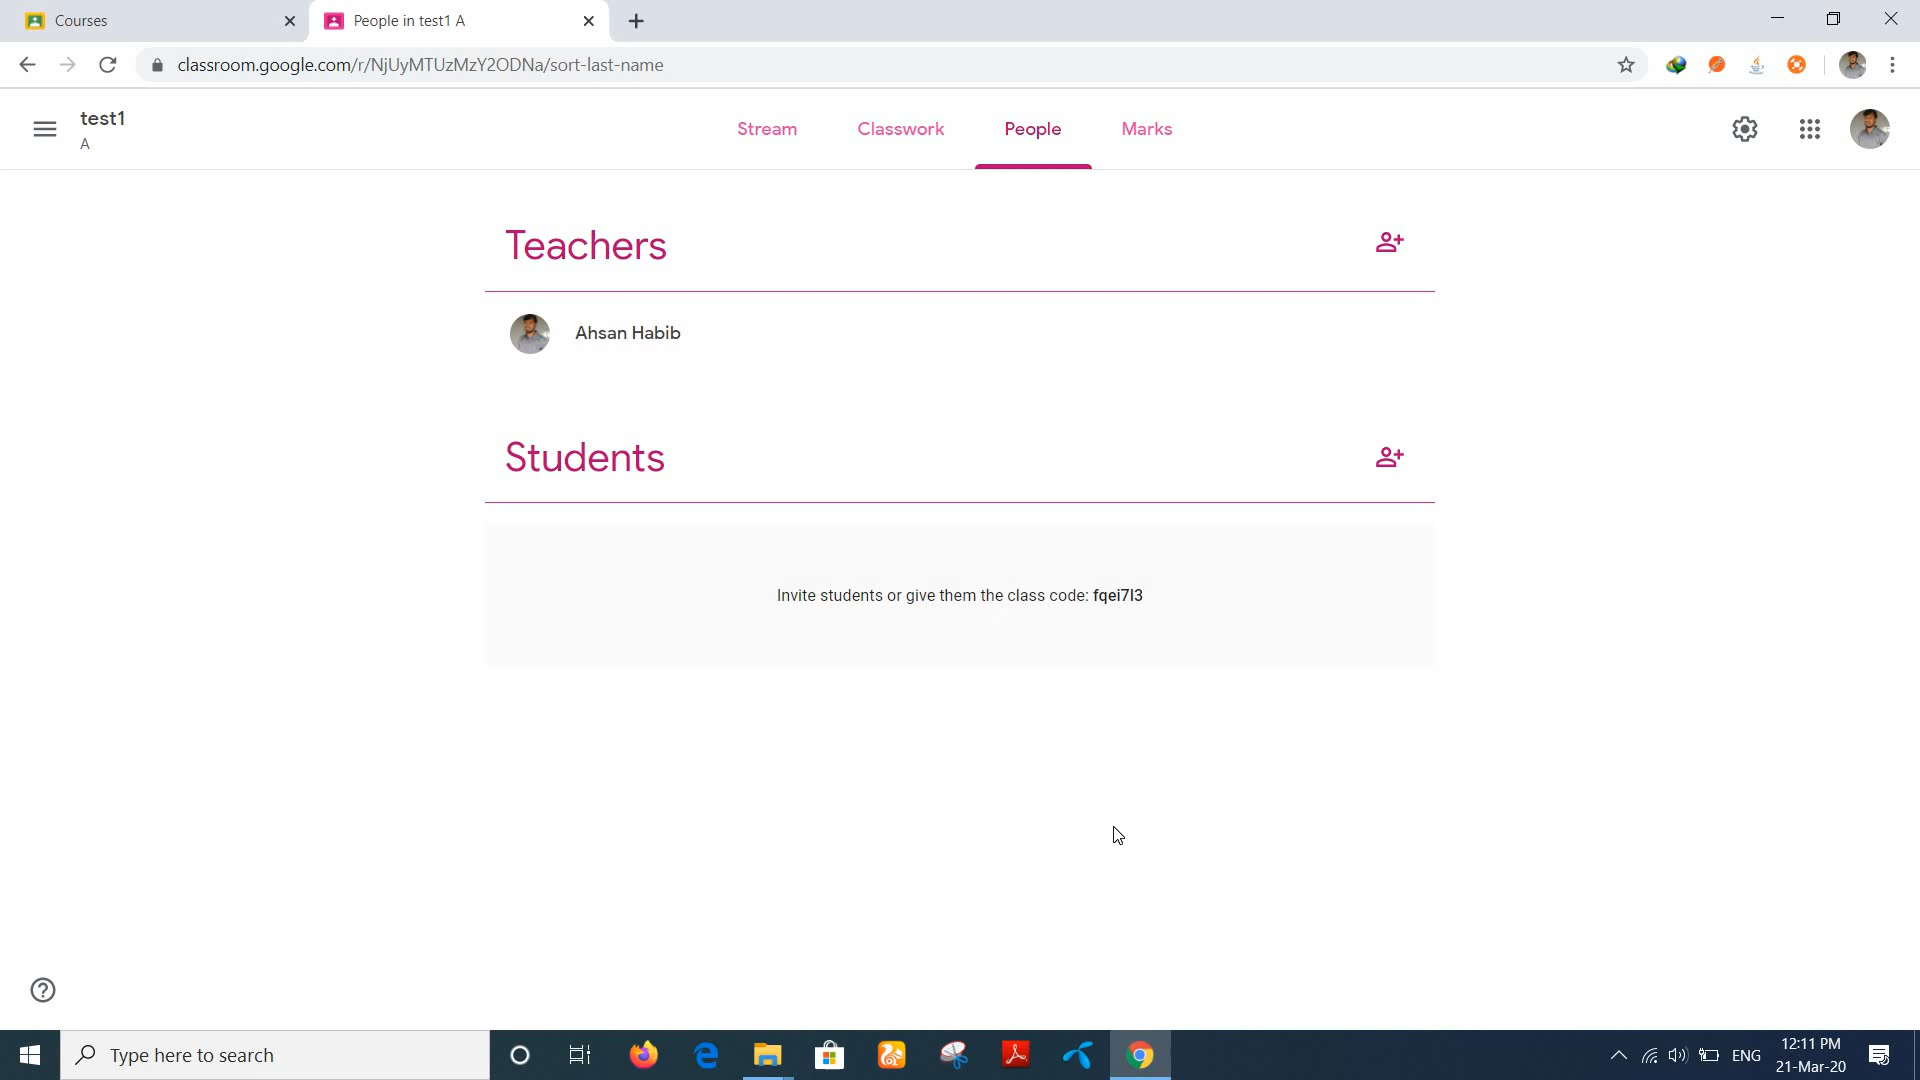 Courses
People in test1 A
classroom.google.com/r/NjUyMTUzMzY2ODNa/sort-last-name
test1
A
Stream
Classwork
People
Marks
Teachers
Ahsan Habib
Students
Invite students or give them the class code: fqei7l3
Type here to search
ENG
12:11 PM
21-Mar-20